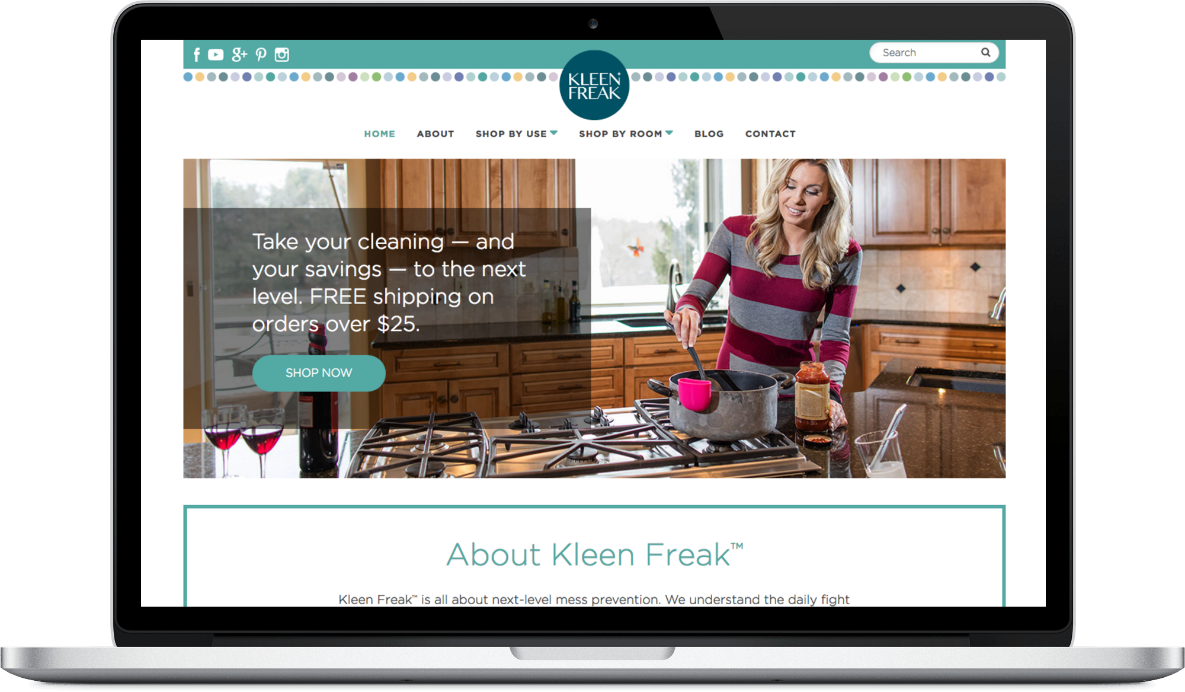 Search
KLEEN
FREAK
HOME ABOUT SHOP BY USE SHOP BY ROOM BLOG CONTACT
Take your cleaning — and
your savings — to the next
level. FREE shipping on
orders over $25.
SHOP NOW
About Kleen Freak™
Kleen Freak™ is all about next-level mess prevention. We understand the daily fight